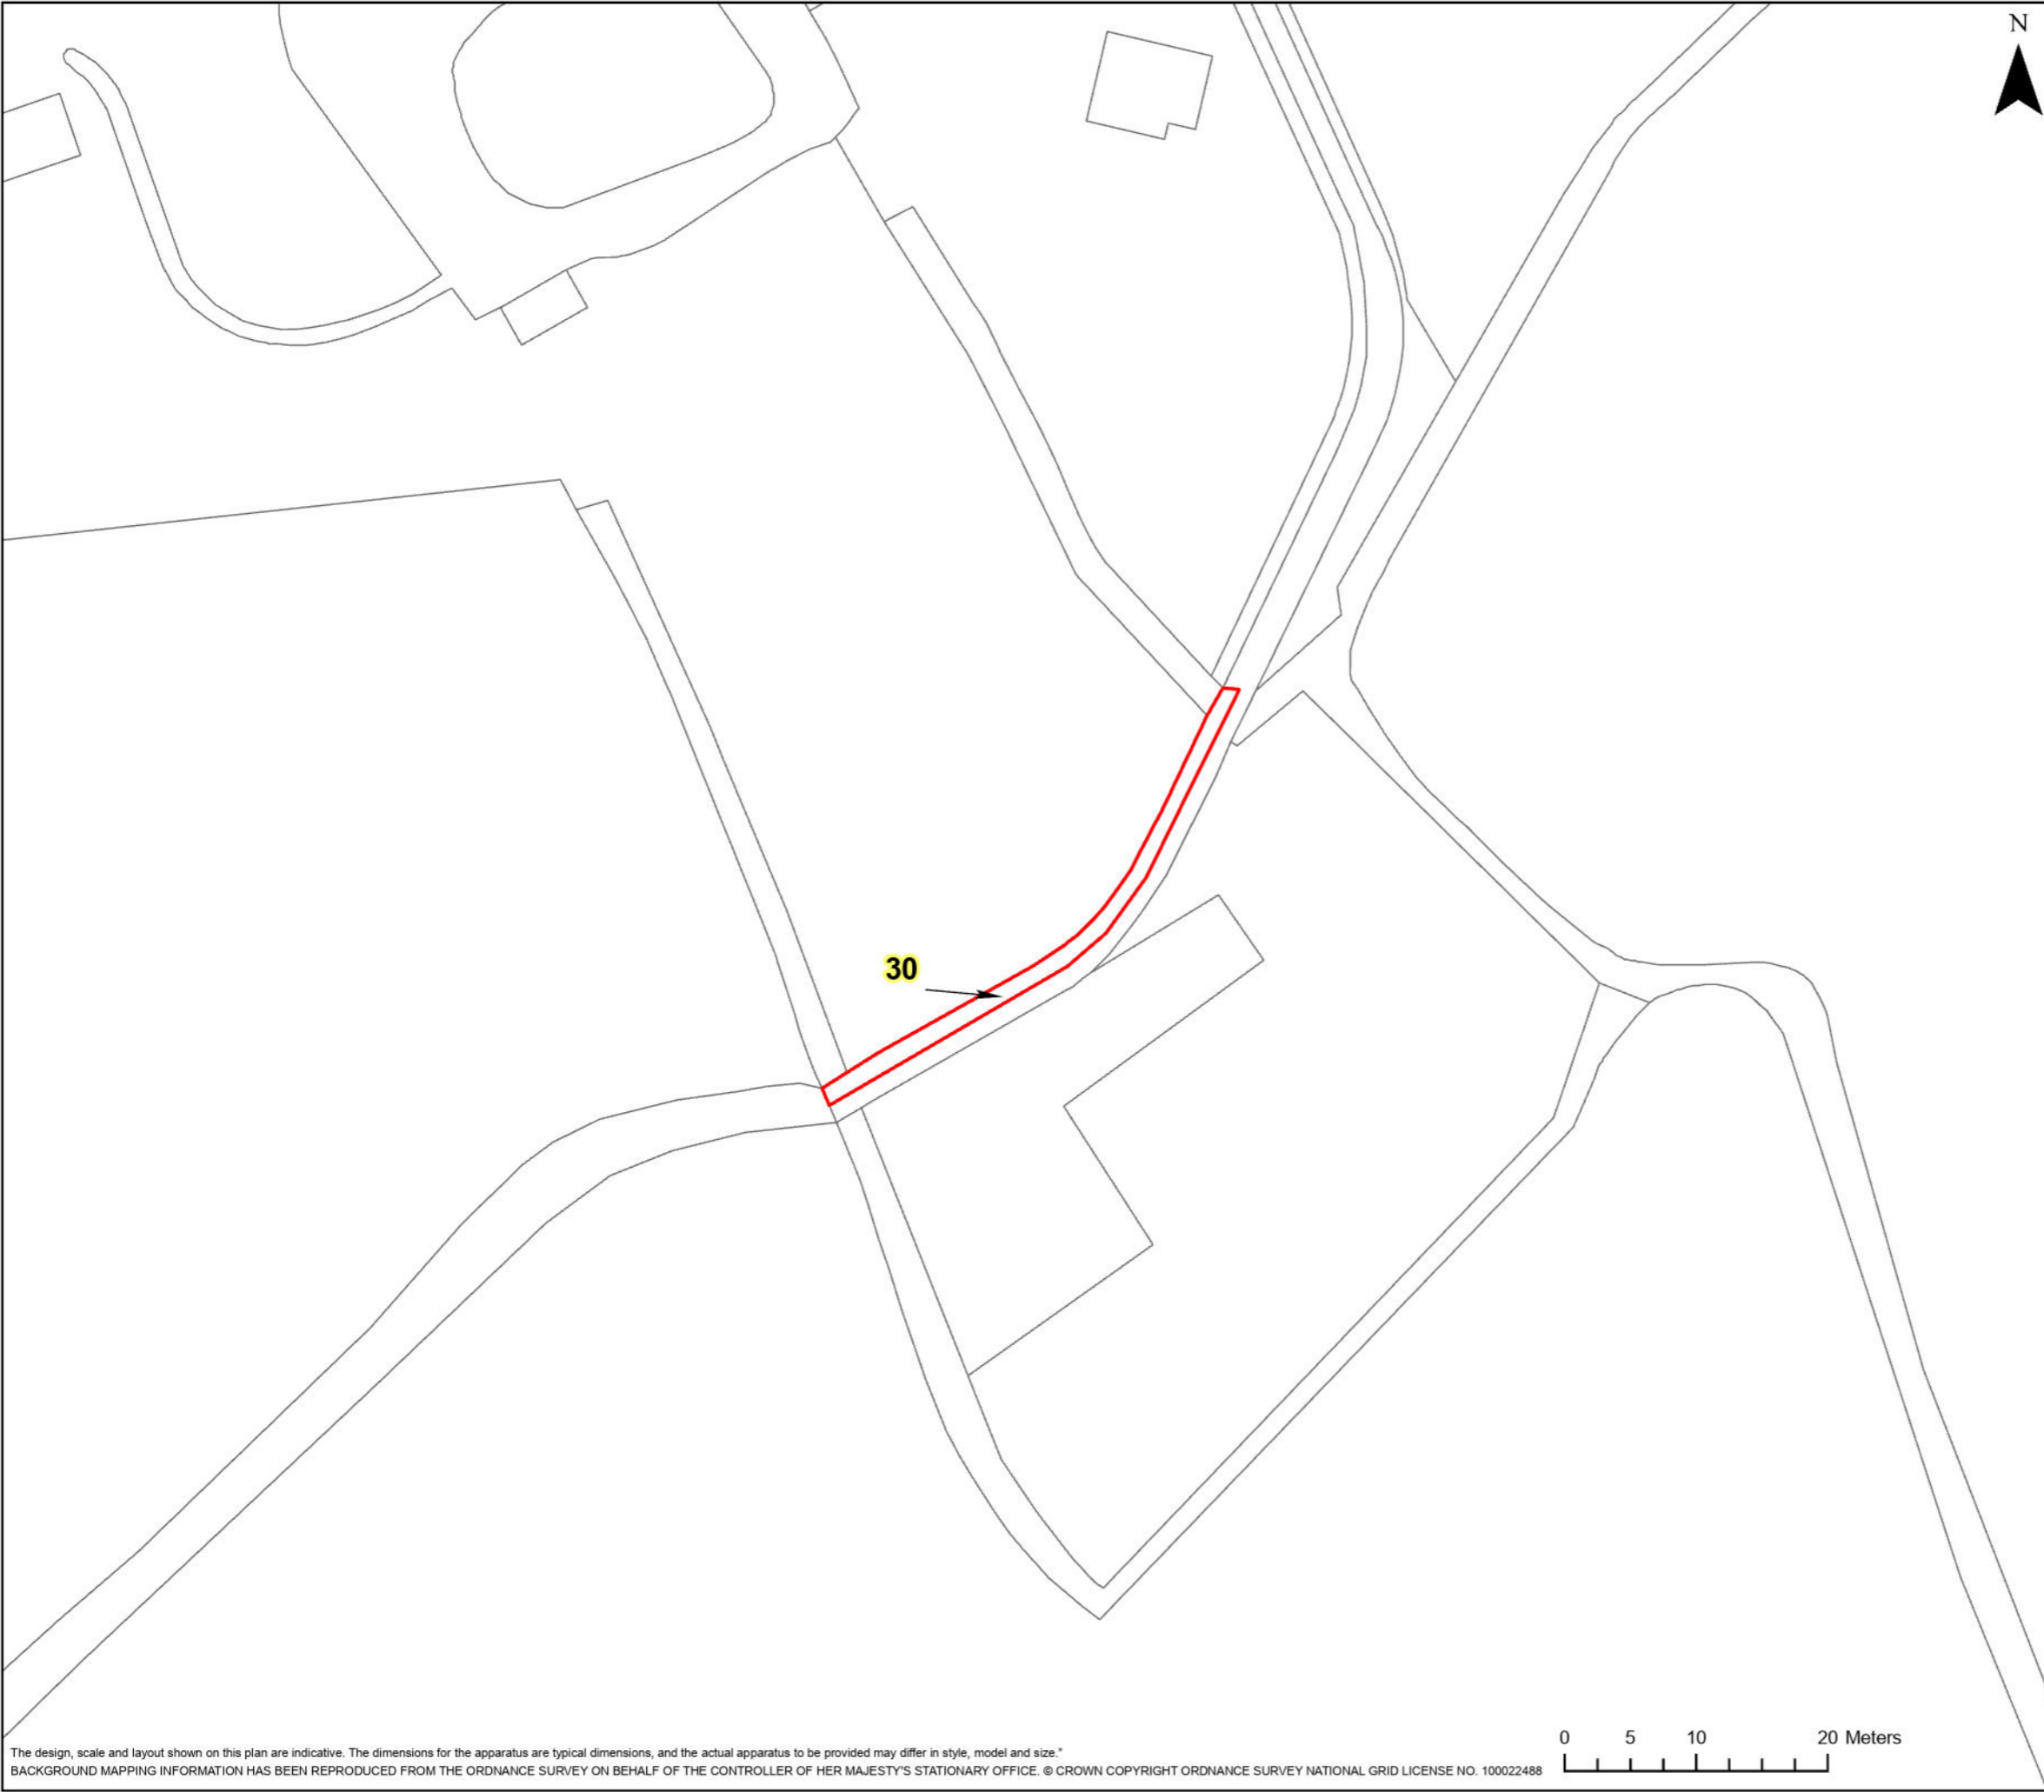 N
30
0 5 10 20 Meters
The design, scale and layout shown on this plan are indicative. The dimensions for the apparatus are typical dimensions, and the actual apparatus to be provided may differ in style, model and size."
BACKGROUND MAPPING INFORMATION HAS BEEN REPRODUCED FROM THE ORDNANCE SURVEY ON BEHALF OF THE CONTROLLER OF HER MAJESTY'S STATIONARY OFFICE. © CROWN COPYRIGHT ORDNANCE SURVEY NATIONAL GRID LICENSE NO. 100022488